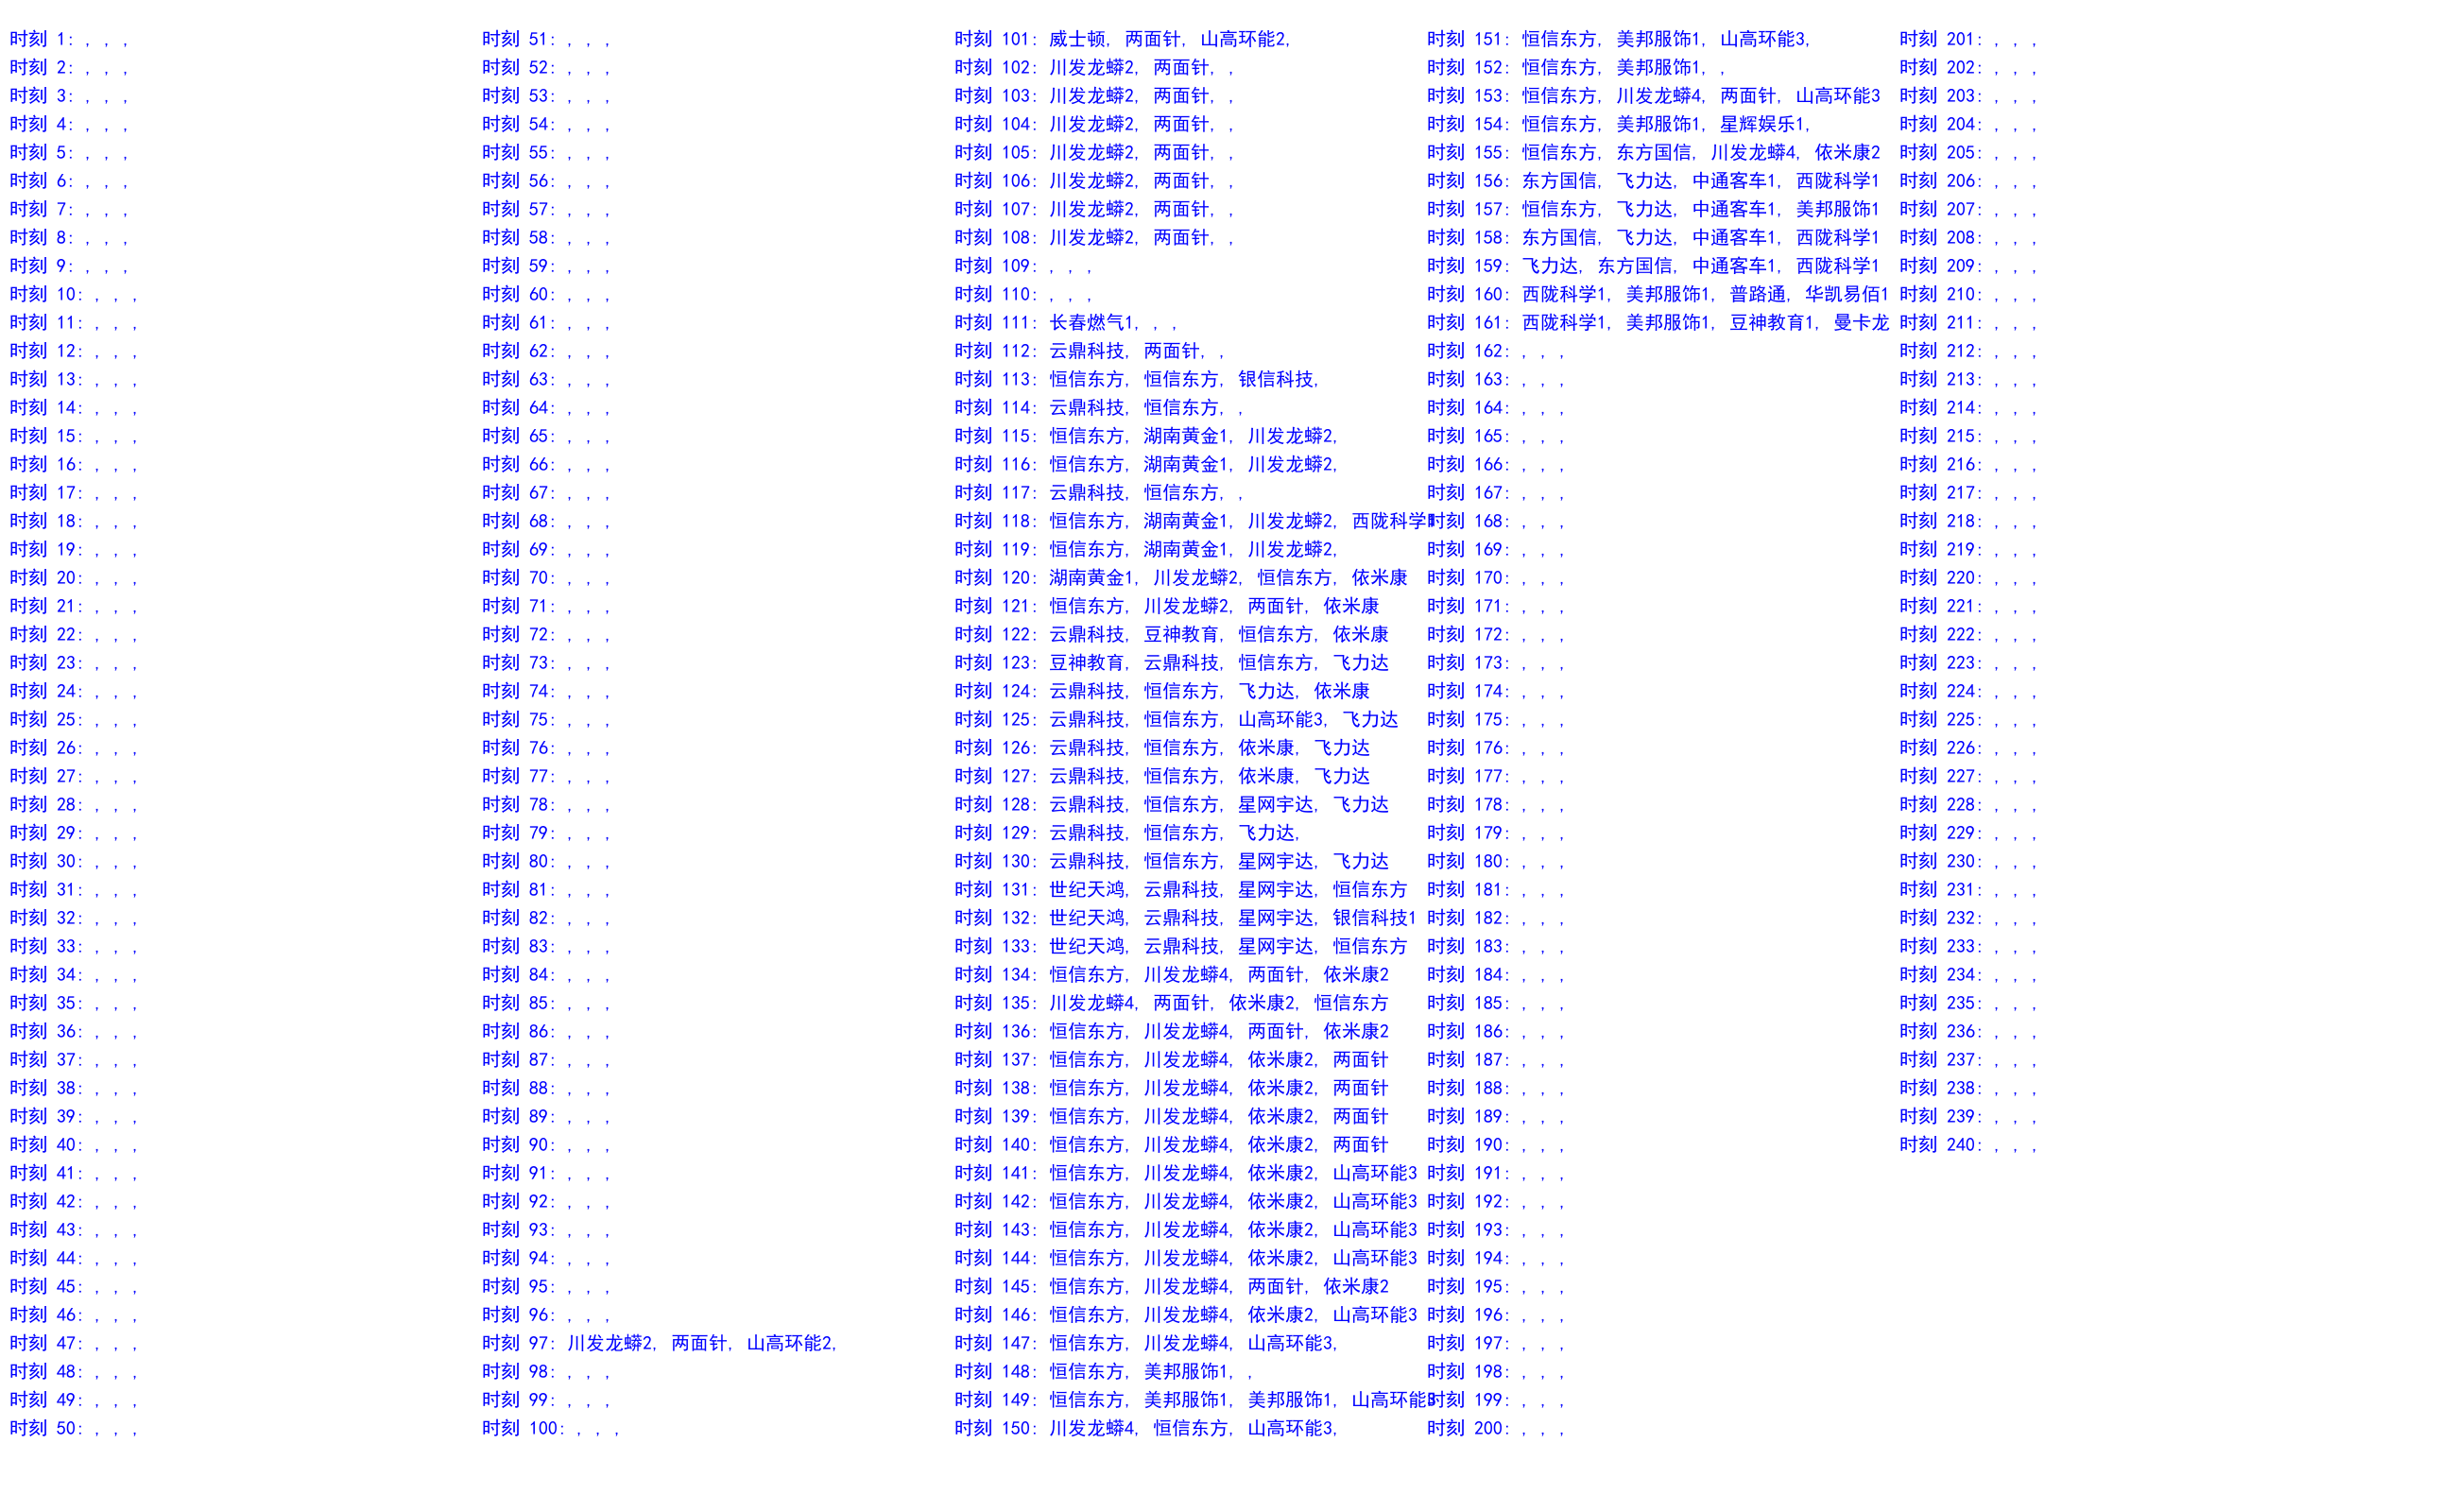 时刻 1: , , ,
时刻 2: , , ,
时刻 3: , , ,
时刻 4: , , ,
时刻 5: , , ,
时刻 6: , , ,
时刻 7: , , ,
时刻 8: , , ,
时刻 9: , , ,
时刻 10: , , ,
时刻 11: , , ,
时刻 12: , , ,
时刻 13: , , ,
时刻 14: , , ,
时刻 15: , , ,
时刻 16: , , ,
时刻 17: , , ,
时刻 18: , , ,
时刻 19: , , ,
时刻 20: , , ,
时刻 21: , , ,
时刻 22: , , ,
时刻 23: , , ,
时刻 24: , , ,
时刻 25: , , ,
时刻 26: , , ,
时刻 27: , , ,
时刻 28: , , ,
时刻 29: , , ,
时刻 30: , , ,
时刻 31: , , ,
时刻 32: , , ,
时刻 33: , , ,
时刻 34: , , ,
时刻 35: , , ,
时刻 36: , , ,
时刻 37: , , ,
时刻 38: , , ,
时刻 39: , , ,
时刻 40: , , ,
时刻 41: , , ,
时刻 42: , , ,
时刻 43: , , ,
时刻 44: , , ,
时刻 45: , , ,
时刻 46: , , ,
时刻 47: , , ,
时刻 48: , , ,
时刻 49: , , ,
时刻 50: , , ,
时刻 51: , , ,
时刻 52: , , ,
时刻 53: , , ,
时刻 54: , , ,
时刻 55: , , ,
时刻 56: , , ,
时刻 57: , , ,
时刻 58: , , ,
时刻 59: , , ,
时刻 60: , , ,
时刻 61: , , ,
时刻 62: , , ,
时刻 63: , , ,
时刻 64: , , ,
时刻 65: , , ,
时刻 66: , , ,
时刻 67: , , ,
时刻 68: , , ,
时刻 69: , , ,
时刻 70: , , ,
时刻 71: , , ,
时刻 72: , , ,
时刻 73: , , ,
时刻 74: , , ,
时刻 75: , , ,
时刻 76: , , ,
时刻 77: , , ,
时刻 78: , , ,
时刻 79: , , ,
时刻 80: , , ,
时刻 81: , , ,
时刻 82: , , ,
时刻 83: , , ,
时刻 84: , , ,
时刻 85: , , ,
时刻 86: , , ,
时刻 87: , , ,
时刻 88: , , ,
时刻 89: , , ,
时刻 90: , , ,
时刻 91: , , ,
时刻 92: , , ,
时刻 93: , , ,
时刻 94: , , ,
时刻 95: , , ,
时刻 96: , , ,
时刻 97: 川发龙蟒2, 两面针, 山高环能2,
时刻 98: , , ,
时刻 99: , , ,
时刻 100: , , ,
时刻 101: 威士顿, 两面针, 山高环能2,
时刻 102: 川发龙蟒2, 两面针, ,
时刻 103: 川发龙蟒2, 两面针, ,
时刻 104: 川发龙蟒2, 两面针, ,
时刻 105: 川发龙蟒2, 两面针, ,
时刻 106: 川发龙蟒2, 两面针, ,
时刻 107: 川发龙蟒2, 两面针, ,
时刻 108: 川发龙蟒2, 两面针, ,
时刻 109: , , ,
时刻 110: , , ,
时刻 111: 长春燃气1, , ,
时刻 112: 云鼎科技, 两面针, ,
时刻 113: 恒信东方, 恒信东方, 银信科技,
时刻 114: 云鼎科技, 恒信东方, ,
时刻 115: 恒信东方, 湖南黄金1, 川发龙蟒2,
时刻 116: 恒信东方, 湖南黄金1, 川发龙蟒2,
时刻 117: 云鼎科技, 恒信东方, ,
时刻 118: 恒信东方, 湖南黄金1, 川发龙蟒2, 西陇科学
时刻 119: 恒信东方, 湖南黄金1, 川发龙蟒2,
时刻 120: 湖南黄金1, 川发龙蟒2, 恒信东方, 依米康
时刻 121: 恒信东方, 川发龙蟒2, 两面针, 依米康
时刻 122: 云鼎科技, 豆神教育, 恒信东方, 依米康
时刻 123: 豆神教育, 云鼎科技, 恒信东方, 飞力达
时刻 124: 云鼎科技, 恒信东方, 飞力达, 依米康
时刻 125: 云鼎科技, 恒信东方, 山高环能3, 飞力达
时刻 126: 云鼎科技, 恒信东方, 依米康, 飞力达
时刻 127: 云鼎科技, 恒信东方, 依米康, 飞力达
时刻 128: 云鼎科技, 恒信东方, 星网宇达, 飞力达
时刻 129: 云鼎科技, 恒信东方, 飞力达,
时刻 130: 云鼎科技, 恒信东方, 星网宇达, 飞力达
时刻 131: 世纪天鸿, 云鼎科技, 星网宇达, 恒信东方
时刻 132: 世纪天鸿, 云鼎科技, 星网宇达, 银信科技1
时刻 133: 世纪天鸿, 云鼎科技, 星网宇达, 恒信东方
时刻 134: 恒信东方, 川发龙蟒4, 两面针, 依米康2
时刻 135: 川发龙蟒4, 两面针, 依米康2, 恒信东方
时刻 136: 恒信东方, 川发龙蟒4, 两面针, 依米康2
时刻 137: 恒信东方, 川发龙蟒4, 依米康2, 两面针
时刻 138: 恒信东方, 川发龙蟒4, 依米康2, 两面针
时刻 139: 恒信东方, 川发龙蟒4, 依米康2, 两面针
时刻 140: 恒信东方, 川发龙蟒4, 依米康2, 两面针
时刻 141: 恒信东方, 川发龙蟒4, 依米康2, 山高环能3
时刻 142: 恒信东方, 川发龙蟒4, 依米康2, 山高环能3
时刻 143: 恒信东方, 川发龙蟒4, 依米康2, 山高环能3
时刻 144: 恒信东方, 川发龙蟒4, 依米康2, 山高环能3
时刻 145: 恒信东方, 川发龙蟒4, 两面针, 依米康2
时刻 146: 恒信东方, 川发龙蟒4, 依米康2, 山高环能3
时刻 147: 恒信东方, 川发龙蟒4, 山高环能3,
时刻 148: 恒信东方, 美邦服饰1, ,
时刻 149: 恒信东方, 美邦服饰1, 美邦服饰1, 山高环能
时刻 150: 川发龙蟒4, 恒信东方, 山高环能3,
时刻 151: 恒信东方, 美邦服饰1, 山高环能3,
时刻 152: 恒信东方, 美邦服饰1, ,
时刻 153: 恒信东方, 川发龙蟒4, 两面针, 山高环能3
时刻 154: 恒信东方, 美邦服饰1, 星辉娱乐1,
时刻 155: 恒信东方, 东方国信, 川发龙蟒4, 依米康2
时刻 156: 东方国信, 飞力达, 中通客车1, 西陇科学1
时刻 157: 恒信东方, 飞力达, 中通客车1, 美邦服饰1
时刻 158: 东方国信, 飞力达, 中通客车1, 西陇科学1
时刻 159: 飞力达, 东方国信, 中通客车1, 西陇科学1
时刻 160: 西陇科学1, 美邦服饰1, 普路通, 华凯易佰1
时刻 161: 西陇科学1, 美邦服饰1, 豆神教育1, 曼卡龙
时刻 162: , , ,
时刻 163: , , ,
时刻 164: , , ,
时刻 165: , , ,
时刻 166: , , ,
时刻 167: , , ,
时刻 168: , , ,
时刻 169: , , ,
时刻 170: , , ,
时刻 171: , , ,
时刻 172: , , ,
时刻 173: , , ,
时刻 174: , , ,
时刻 175: , , ,
时刻 176: , , ,
时刻 177: , , ,
时刻 178: , , ,
时刻 179: , , ,
时刻 180: , , ,
时刻 181: , , ,
时刻 182: , , ,
时刻 183: , , ,
时刻 184: , , ,
时刻 185: , , ,
时刻 186: , , ,
时刻 187: , , ,
时刻 188: , , ,
时刻 189: , , ,
时刻 190: , , ,
时刻 191: , , ,
时刻 192: , , ,
时刻 193: , , ,
时刻 194: , , ,
时刻 195: , , ,
时刻 196: , , ,
时刻 197: , , ,
时刻 198: , , ,
时刻 199: , , ,
时刻 200: , , ,
时刻 201: , , ,
时刻 202: , , ,
时刻 203: , , ,
时刻 204: , , ,
时刻 205: , , ,
时刻 206: , , ,
时刻 207: , , ,
时刻 208: , , ,
时刻 209: , , ,
时刻 210: , , ,
时刻 211: , , ,
时刻 212: , , ,
时刻 213: , , ,
时刻 214: , , ,
时刻 215: , , ,
时刻 216: , , ,
时刻 217: , , ,
时刻 218: , , ,
时刻 219: , , ,
时刻 220: , , ,
时刻 221: , , ,
时刻 222: , , ,
时刻 223: , , ,
时刻 224: , , ,
时刻 225: , , ,
时刻 226: , , ,
时刻 227: , , ,
时刻 228: , , ,
时刻 229: , , ,
时刻 230: , , ,
时刻 231: , , ,
时刻 232: , , ,
时刻 233: , , ,
时刻 234: , , ,
时刻 235: , , ,
时刻 236: , , ,
时刻 237: , , ,
时刻 238: , , ,
时刻 239: , , ,
时刻 240: , , ,